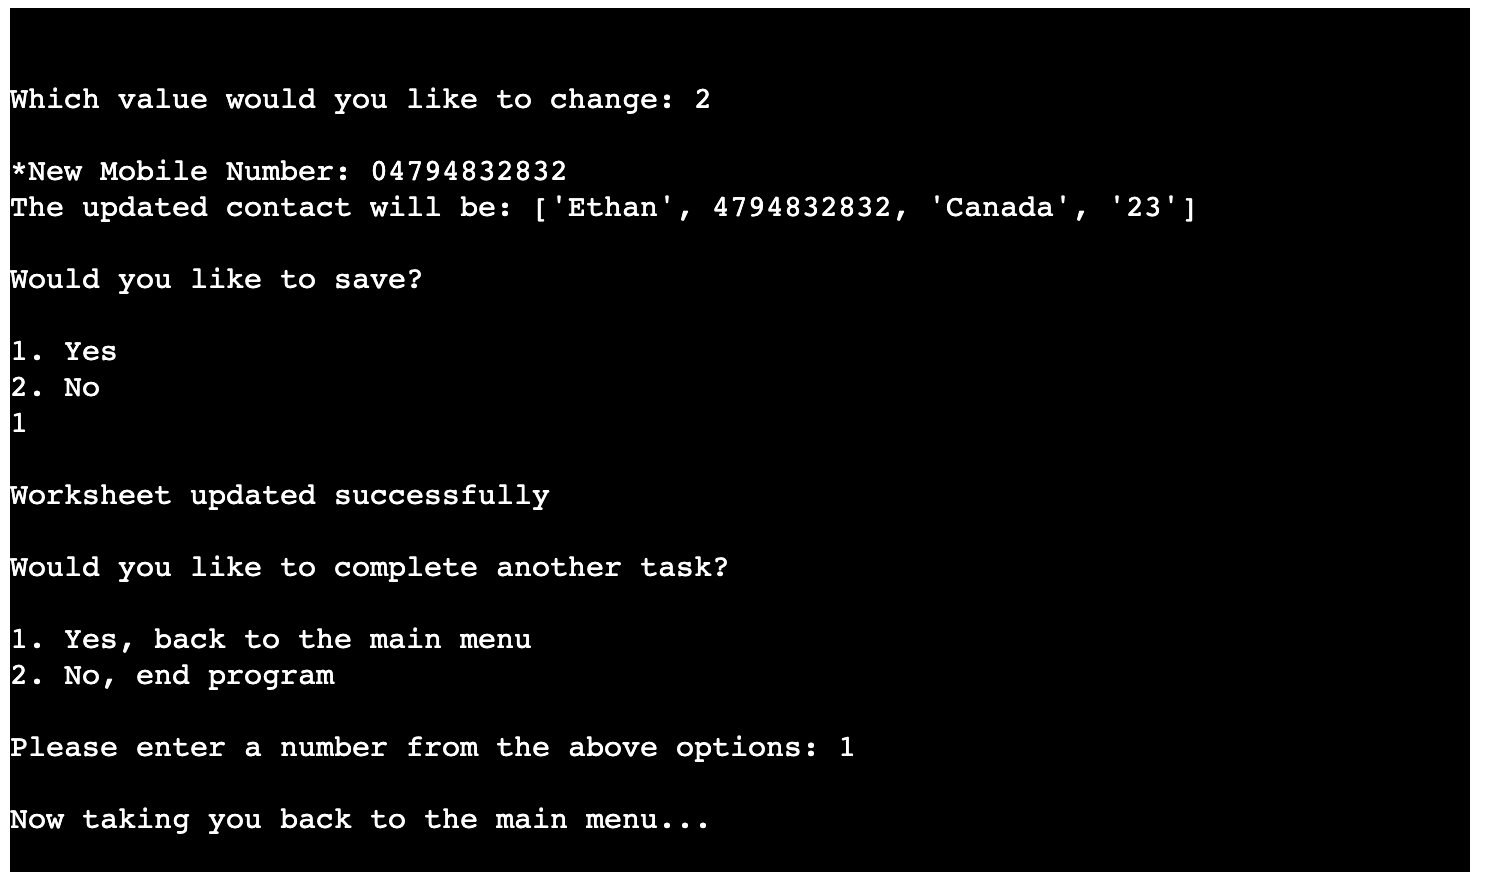 Which value would you like to change: 2
*New Mobile Number: 04794832832
The updated contact will be: ['Ethan', 4794832832, 'Canada', '23']
Would you like to save?
1. Yes
2. No
1
Worksheet updated successfully
Would you like to complete another task?
1. Yes, back to the main menu
2. No, end program
Please enter a number from the above options: 1
Now taking you back to the main menu...